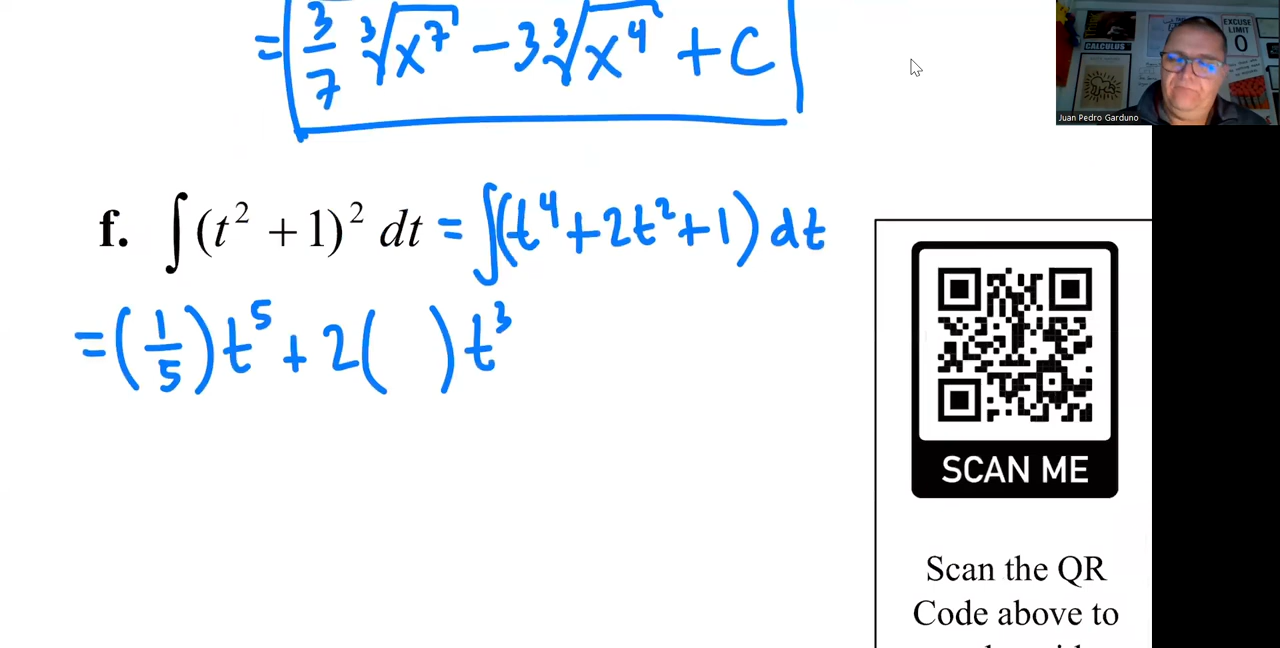 = 3/7 ∛x⁷ − 3∛x⁴ + C
EXCUSE
LIMIT
0
CALCULUS
Juan Pedro Garduno
f. ∫(t² + 1)² dt = ∫(t⁴ + 2t² + 1) dt
= (1/5) t⁵ + 2( ) t³
SCAN ME
Scan the QR
Code above to